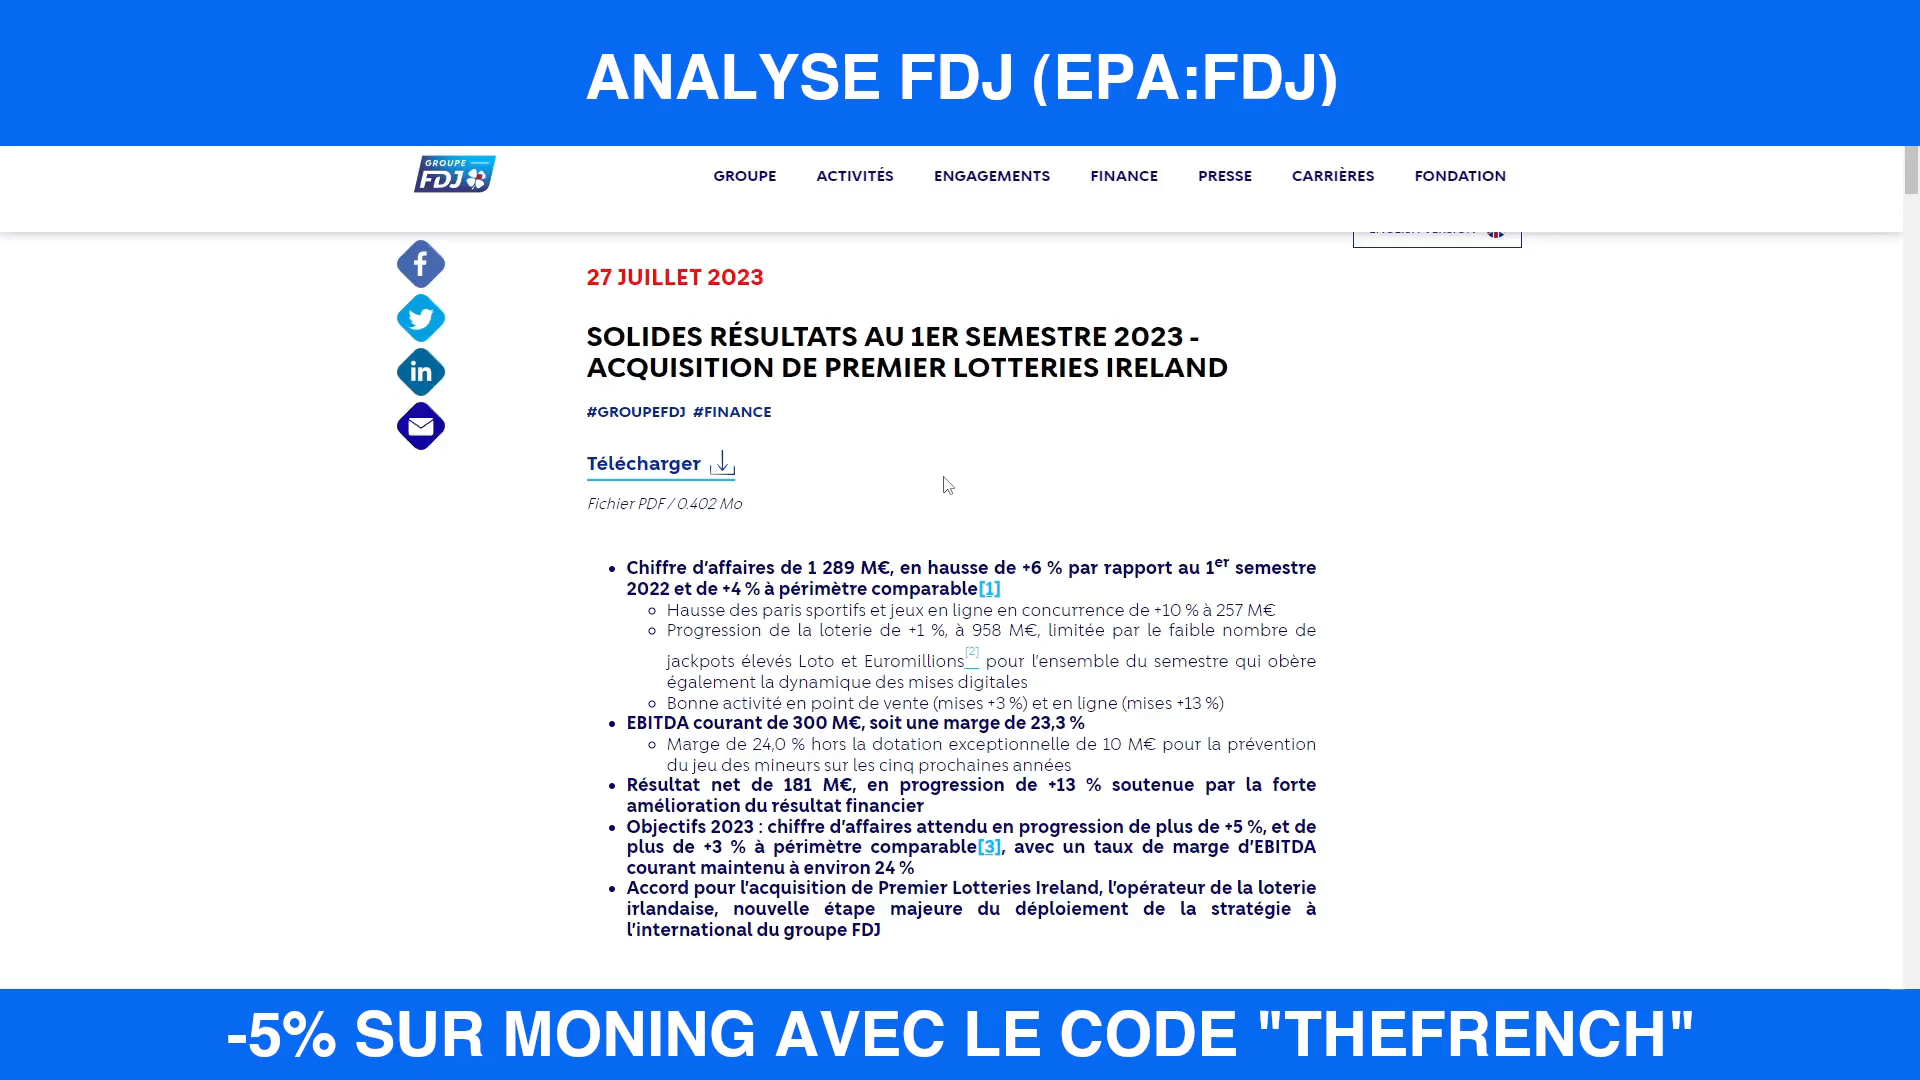 ANALYSE FDJ (EPA:FDJ)
GROUPE
FDJ
GROUPE ACTIVITÉS ENGAGEMENTS FINANCE PRESSE CARRIÈRES FONDATION
27 JUILLET 2023
SOLIDES RÉSULTATS AU 1ER SEMESTRE 2023 -
ACQUISITION DE PREMIER LOTTERIES IRELAND
#GROUPEFDJ #FINANCE
Télécharger
Fichier PDF / 0.402 Mo
• Chiffre d'affaires de 1 289 M€, en hausse de +6 % par rapport au 1er semestre
2022 et de +4 % à périmètre comparable[1]
Hausse des paris sportifs et jeux en ligne en concurrence de +10 % à 257 M€
Progression de la loterie de +1 %, à 958 M€, limitée par le faible nombre de
jackpots élevés Loto et Euromillions[2] pour l'ensemble du semestre qui obère
également la dynamique des mises digitales
Bonne activité en point de vente (mises +3 %) et en ligne (mises +13 %)
• EBITDA courant de 300 M€, soit une marge de 23,3 %
Marge de 24,0 % hors la dotation exceptionnelle de 10 M€ pour la prévention
du jeu des mineurs sur les cinq prochaines années
• Résultat net de 181 M€, en progression de +13 % soutenue par la forte
amélioration du résultat financier
• Objectifs 2023 : chiffre d'affaires attendu en progression de plus de +5 %, et de
plus de +3 % à périmètre comparable[3], avec un taux de marge d'EBITDA
courant maintenu à environ 24 %
• Accord pour l'acquisition de Premier Lotteries Ireland, l'opérateur de la loterie
irlandaise, nouvelle étape majeure du déploiement de la stratégie à
l'international du groupe FDJ
-5% SUR MONING AVEC LE CODE "THEFRENCH"